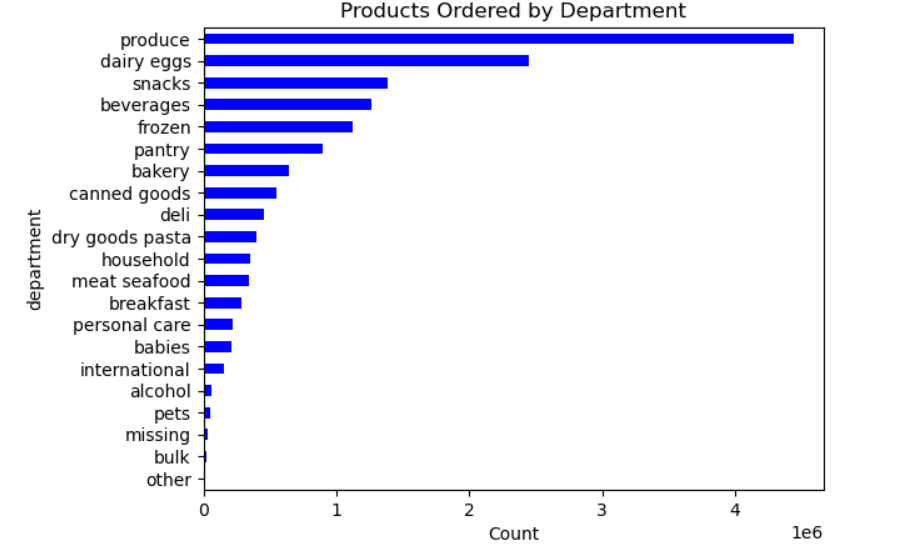 Products Ordered by Department
produce
dairy eggs
snacks
beverages
frozen
pantry
bakery
canned goods
deli
dry goods pasta
household
meat seafood
breakfast
personal care
babies
international
alcohol
pets
missing
bulk
other
department
0 1 2 3 4
Count
1e6